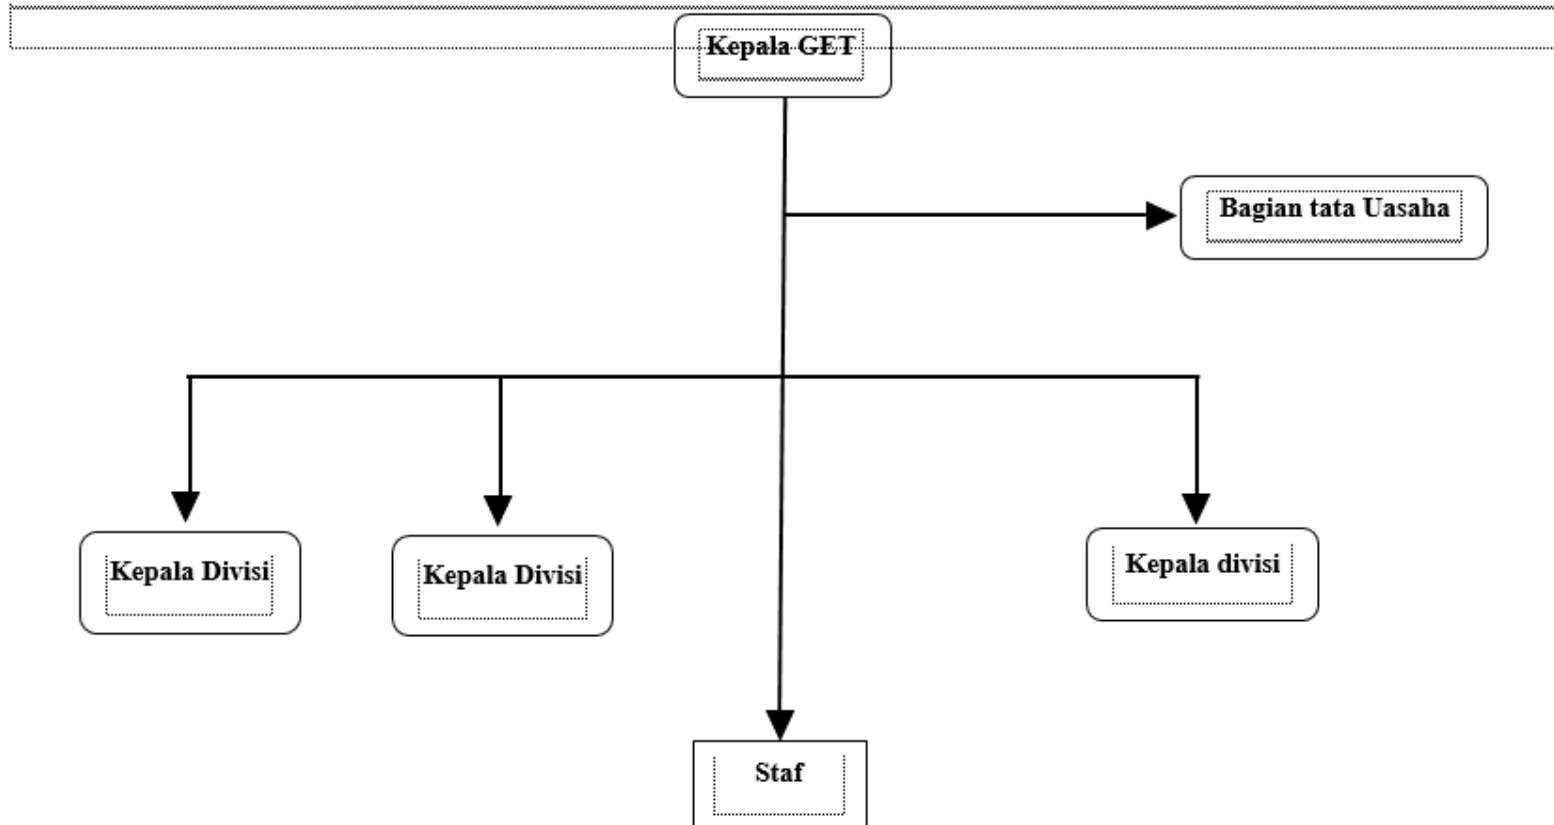 Kepala GET
Bagian tata Uasaha
Kepala Divisi
Kepala Divisi
Kepala divisi
Staf